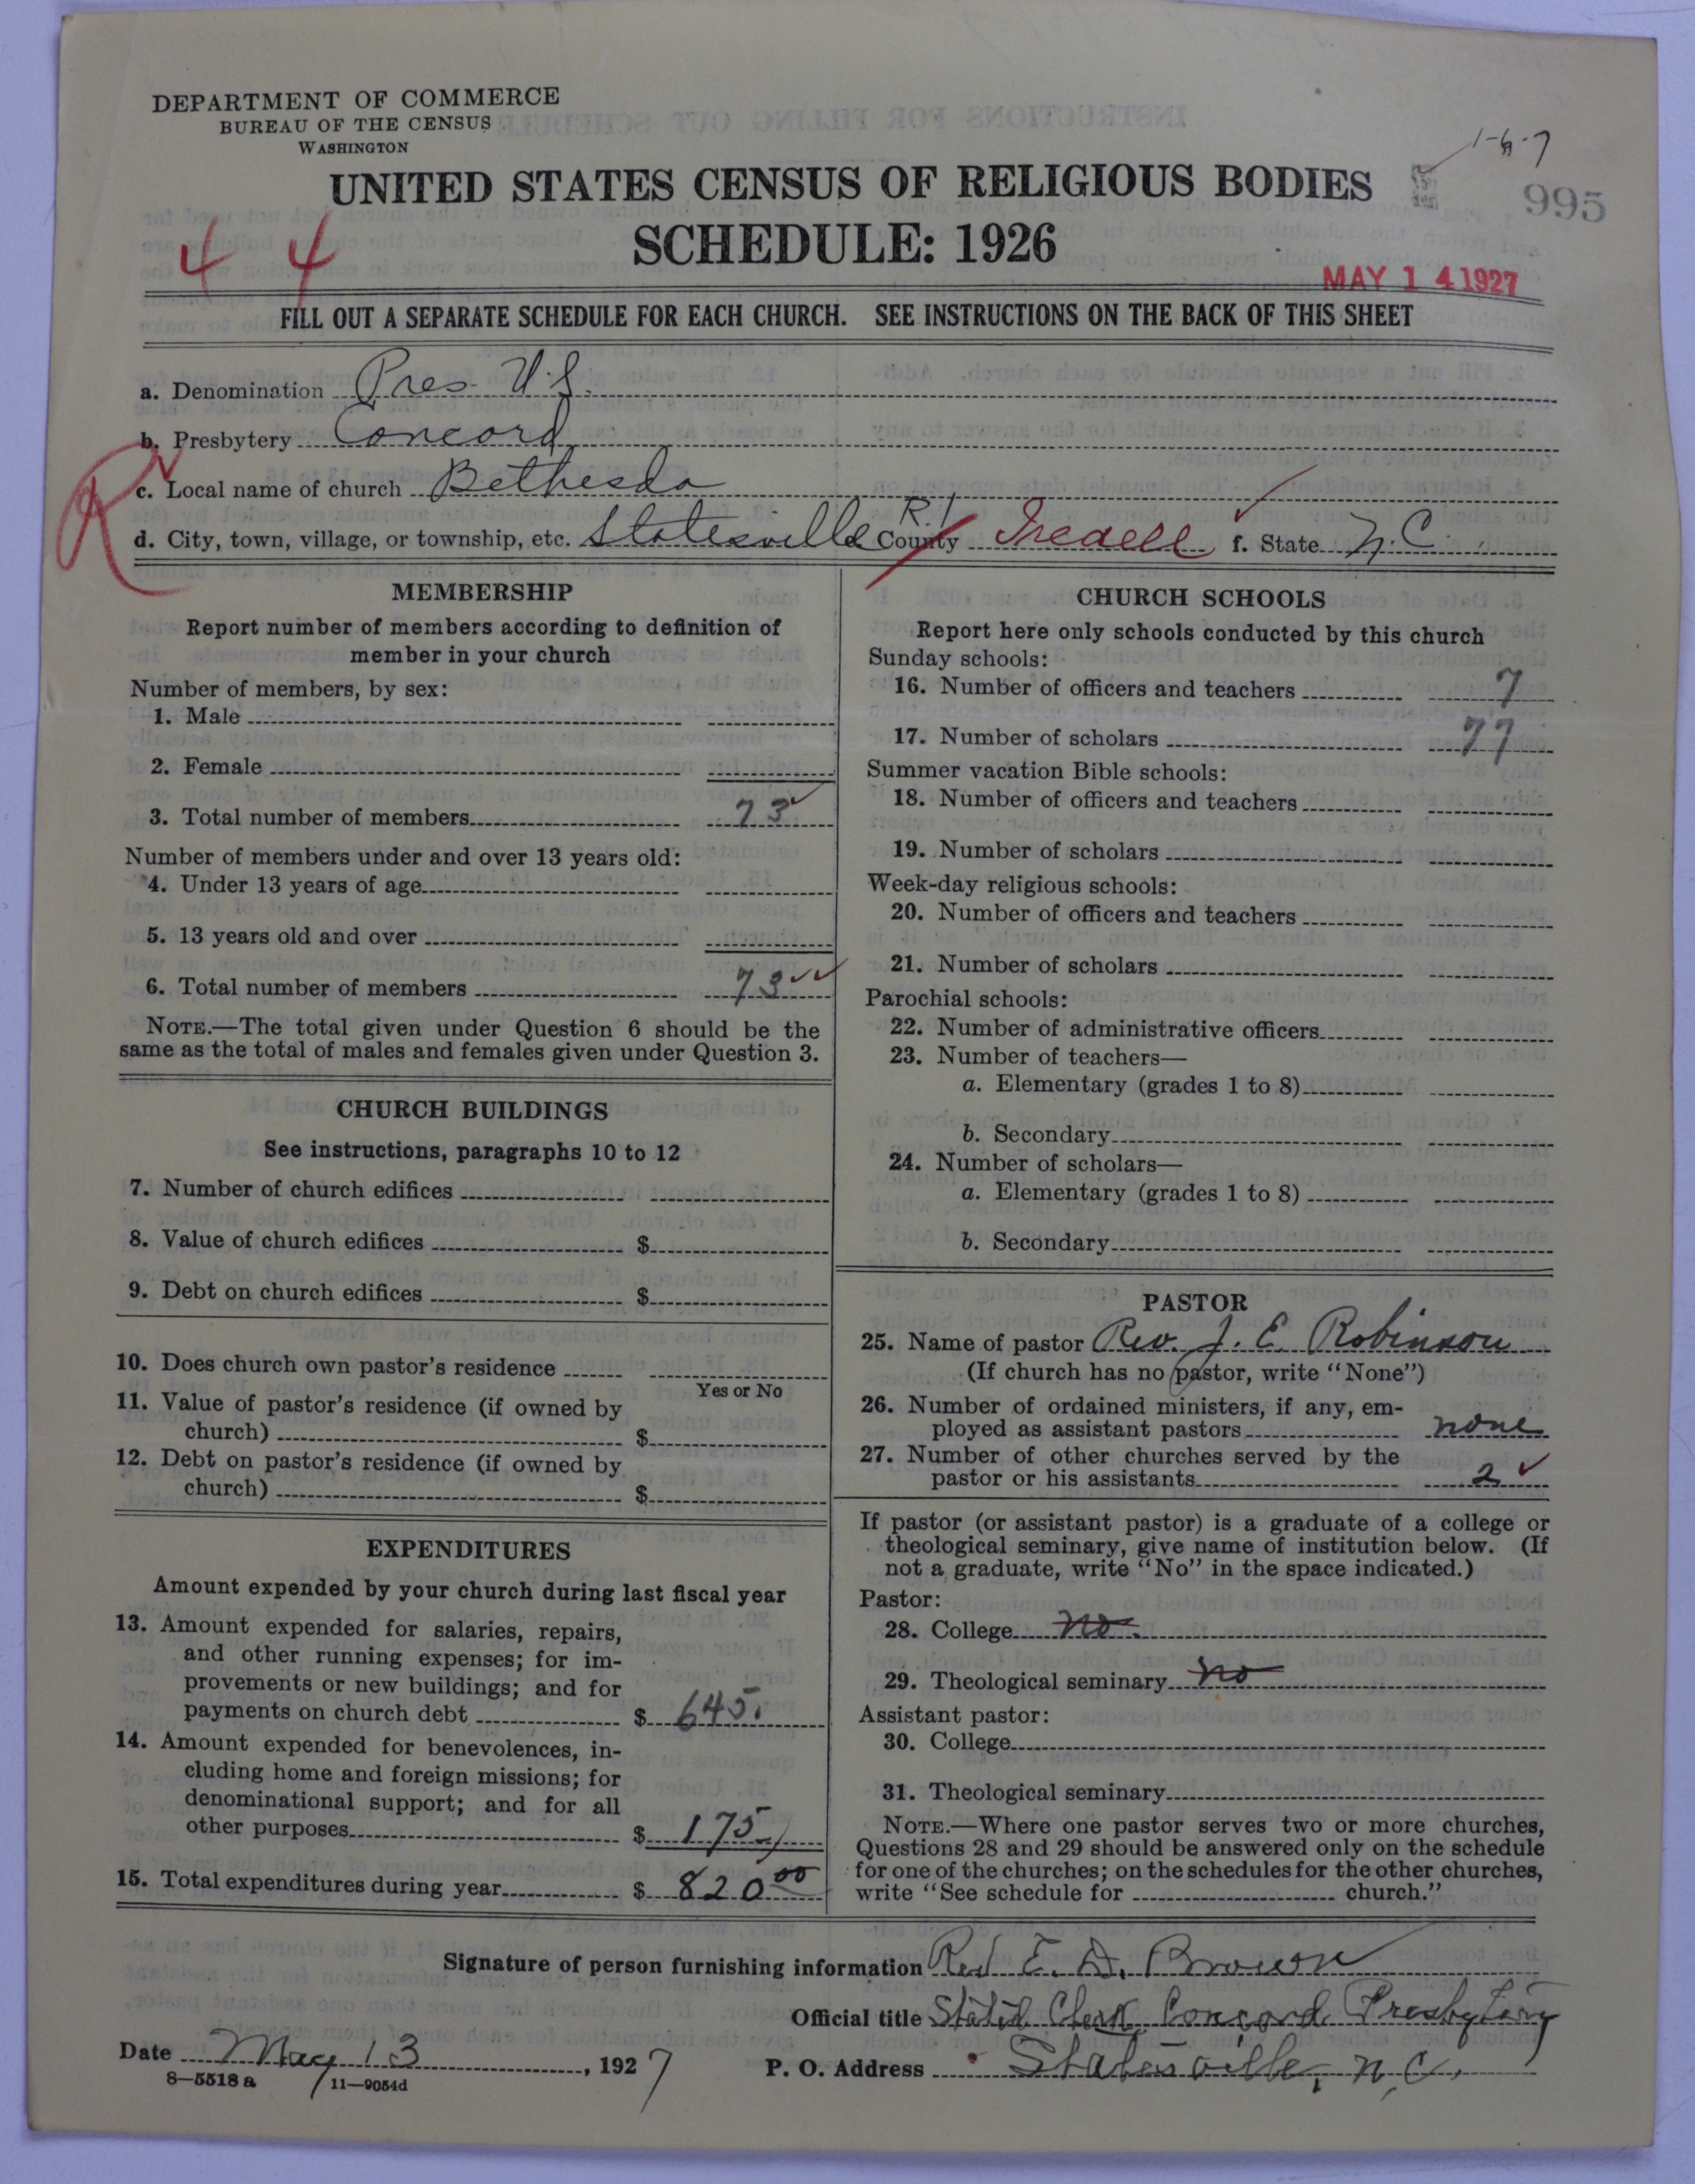 DEPARTMENT OF COMMERCE
BUREAU OF THE CENSUS
WASHINGTON
1-6-7
UNITED STATES CENSUS OF RELIGIOUS BODIES
995
SCHEDULE: 1926
4 4
MAY 14 1927
FILL OUT A SEPARATE SCHEDULE FOR EACH CHURCH. SEE INSTRUCTIONS ON THE BACK OF THIS SHEET
a. Denomination Pres. U.S.
b. Presbytery Concord
R
c. Local name of church Bethesda
d. City, town, village, or township, etc. Statesville R.1 County Iredell f. State N.C.
MEMBERSHIP
Report number of members according to definition of
member in your church
Number of members, by sex:
1. Male
2. Female
3. Total number of members 73
Number of members under and over 13 years old:
4. Under 13 years of age
5. 13 years old and over
6. Total number of members 73
NOTE.—The total given under Question 6 should be the
same as the total of males and females given under Question 3.
CHURCH BUILDINGS
See instructions, paragraphs 10 to 12
7. Number of church edifices
8. Value of church edifices $
9. Debt on church edifices $
10. Does church own pastor's residence
Yes or No
11. Value of pastor's residence (if owned by
church) $
12. Debt on pastor's residence (if owned by
church) $
EXPENDITURES
Amount expended by your church during last fiscal year
13. Amount expended for salaries, repairs,
and other running expenses; for im-
provements or new buildings; and for
payments on church debt $ 645.
14. Amount expended for benevolences, in-
cluding home and foreign missions; for
denominational support; and for all
other purposes $ 175
15. Total expenditures during year $ 820 00
CHURCH SCHOOLS
Report here only schools conducted by this church
Sunday schools:
16. Number of officers and teachers 7
17. Number of scholars 77
Summer vacation Bible schools:
18. Number of officers and teachers
19. Number of scholars
Week-day religious schools:
20. Number of officers and teachers
21. Number of scholars
Parochial schools:
22. Number of administrative officers
23. Number of teachers—
a. Elementary (grades 1 to 8)
b. Secondary
24. Number of scholars—
a. Elementary (grades 1 to 8)
b. Secondary
PASTOR
25. Name of pastor Rev. J. E. Robinson
(If church has no pastor, write "None")
26. Number of ordained ministers, if any, em-
ployed as assistant pastors none
27. Number of other churches served by the
pastor or his assistants 2
If pastor (or assistant pastor) is a graduate of a college or
theological seminary, give name of institution below. (If
not a graduate, write "No" in the space indicated.)
Pastor:
28. College no.
29. Theological seminary no
Assistant pastor:
30. College
31. Theological seminary
NOTE.—Where one pastor serves two or more churches,
Questions 28 and 29 should be answered only on the schedule
for one of the churches; on the schedules for the other churches,
write "See schedule for church."
Signature of person furnishing information Rev E. D. Brown
Official title Stated Clerk Concord Presbytery
Date May 13, 1927
P. O. Address Statesville, N.C.
8—5518 a 11—9054d